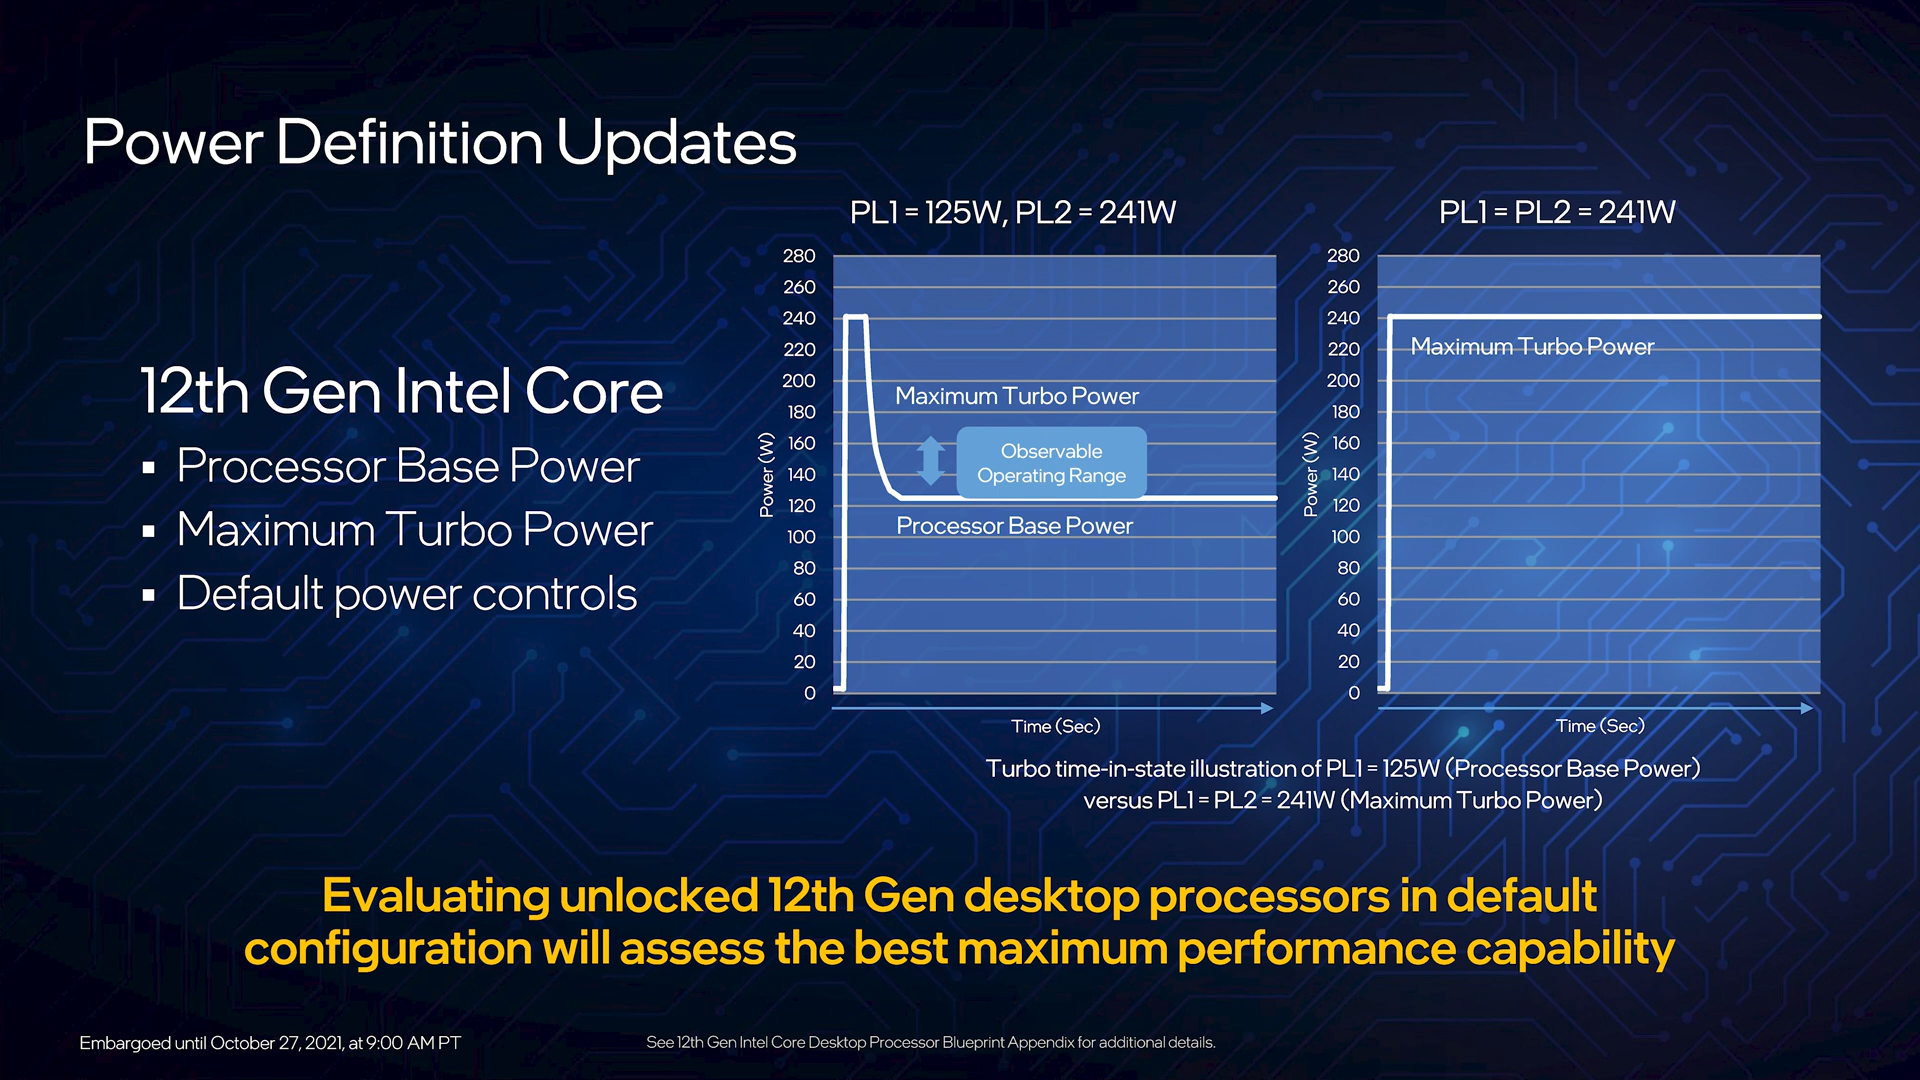 Power Definition Updates
12th Gen Intel Core
▪ Processor Base Power
▪ Maximum Turbo Power
▪ Default power controls
PL1 = 125W, PL2 = 241W
280
260
240
220
200
180
160
140
120
100
80
60
40
20
0
Power (W)
Maximum Turbo Power
Observable
Operating Range
Processor Base Power
Time (Sec)
PL1 = PL2 = 241W
280
260
240
220
200
180
160
140
120
100
80
60
40
20
0
Power (W)
Maximum Turbo Power
Time (Sec)
Turbo time-in-state illustration of PL1 = 125W (Processor Base Power)
versus PL1 = PL2 = 241W (Maximum Turbo Power)
Evaluating unlocked 12th Gen desktop processors in default
configuration will assess the best maximum performance capability
Embargoed until October 27, 2021, at 9:00 AM PT
See 12th Gen Intel Core Desktop Processor Blueprint Appendix for additional details.